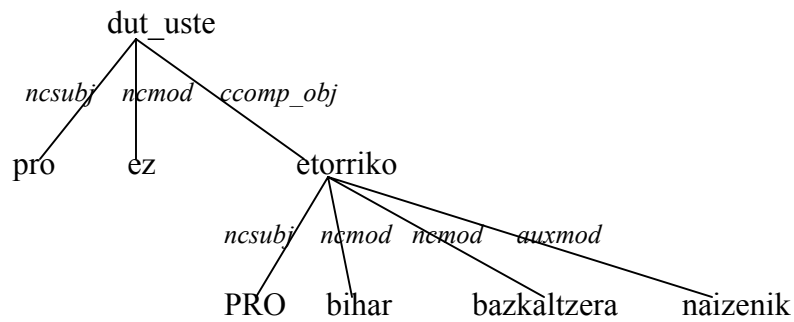 dut_uste
ncsubj ncmod ccomp_obj
pro ez etorriko
ncsubj ncmod ncmod auxmod
PRO bihar bazkaltzera naizenik